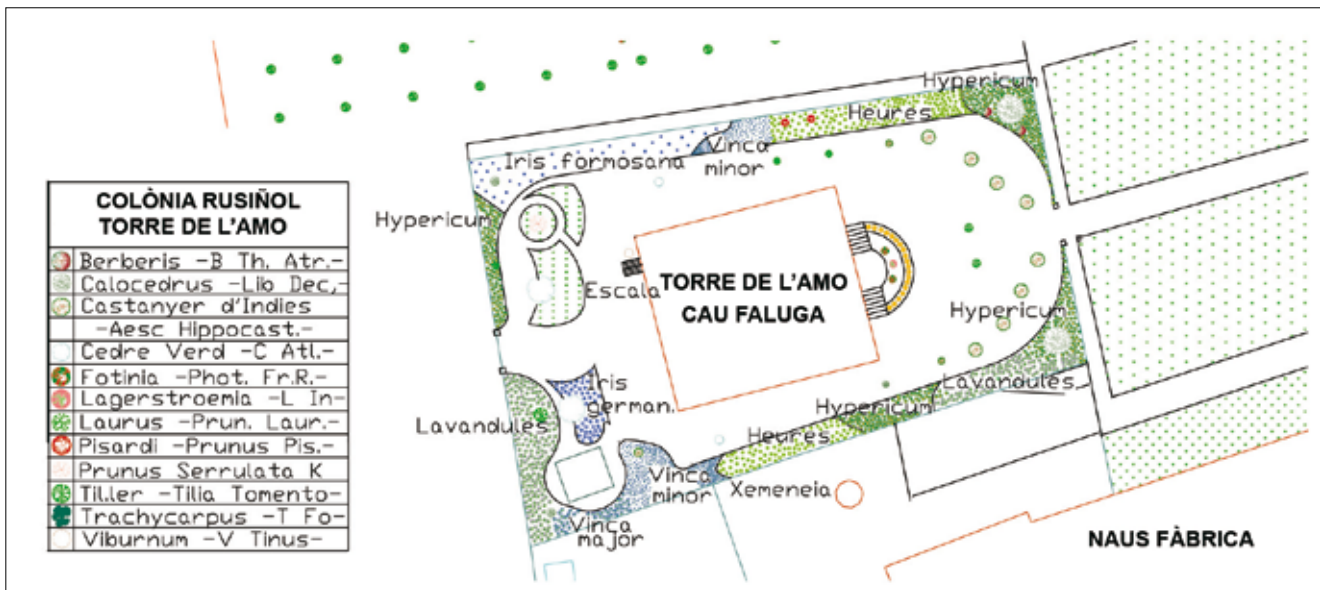 COLÒNIA RUSIÑOL
TORRE DE L'AMO
Berberis -B Th. Atr.-
Calocedrus -Lib Dec,-
Castanyer d'Indies
-Aesc Hippocast.-
Cedre Verd -C Atl.-
Fotinia -Phot. Fr.R.-
Lagerstroemia -L In-
Laurus -Prun. Laur.-
Pisardi -Prunus Pis.-
Prunus Serrulata K
Til.ler -Tilia Tomento-
Trachycarpus -T Fo-
Viburnum -V Tinus-
Hypericum
Heures
Vinca
minor
Iris formosana
Hypericum
Escala
TORRE DE L'AMO
CAU FALUGA
Hypericum
Lavandules
Iris
german.
Hypericum
Lavandules
Heures
Vinca
minor
Xemeneia
Vinca
major
NAUS FÀBRICA